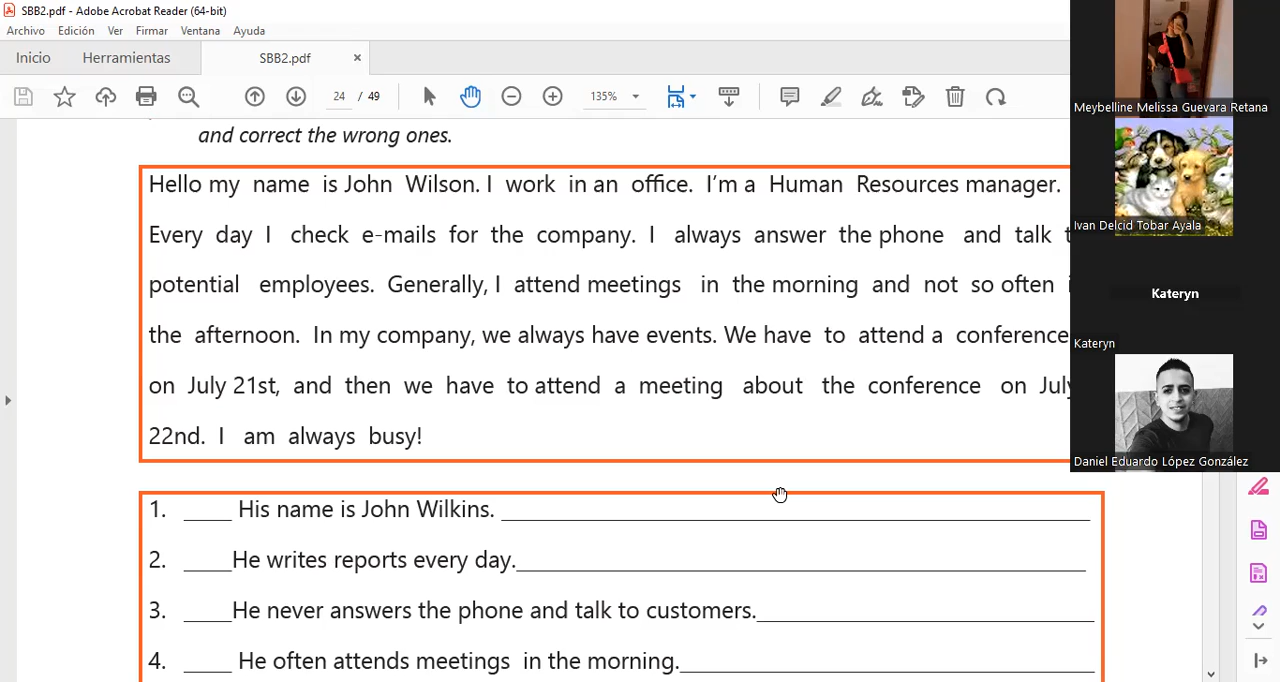 SBB2.pdf - Adobe Acrobat Reader (64-bit)
Archivo Edición Ver Firmar Ventana Ayuda
Inicio Herramientas SBB2.pdf ×
24 / 49 135%
and correct the wrong ones.
Hello my name is John Wilson. I work in an office. I'm a Human Resources manager.
Every day I check e-mails for the company. I always answer the phone and talk
potential employees. Generally, I attend meetings in the morning and not so often
the afternoon. In my company, we always have events. We have to attend a conference
on July 21st, and then we have to attend a meeting about the conference on July
22nd. I am always busy!
1. ____ His name is John Wilkins.
2. ____He writes reports every day.
3. ____He never answers the phone and talk to customers.
4. ____ He often attends meetings in the morning.
Meybelline Melissa Guevara Retana
Ivan Delcid Tobar Ayala
Kateryn
Kateryn
Daniel Eduardo López González